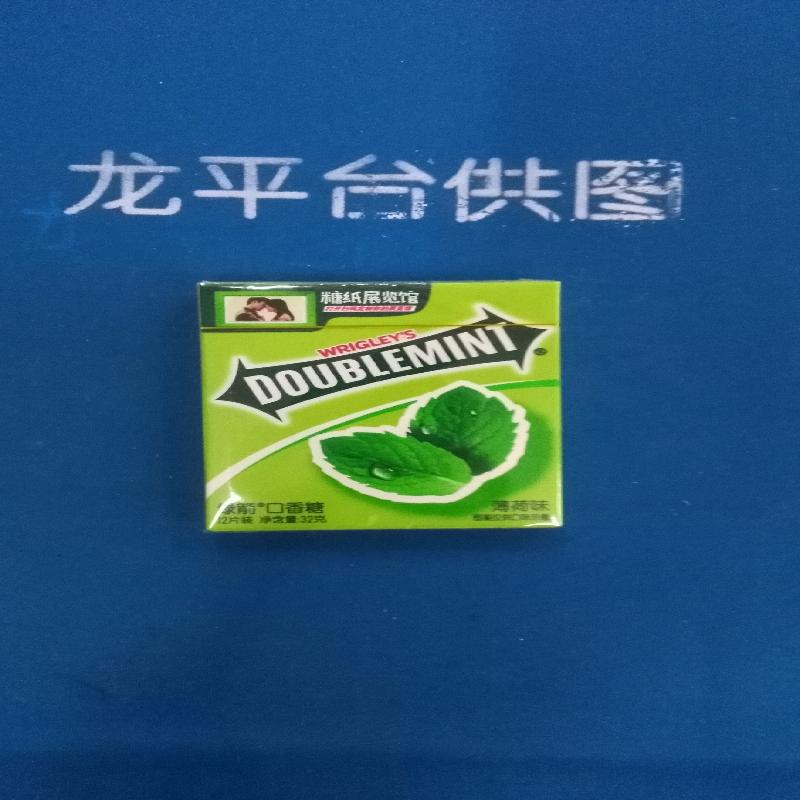 龙平台供图
糖纸展览馆
WRIGLEY'S
DOUBLEMINT
绿箭®口香糖
12片装 净含量:32克
薄荷味